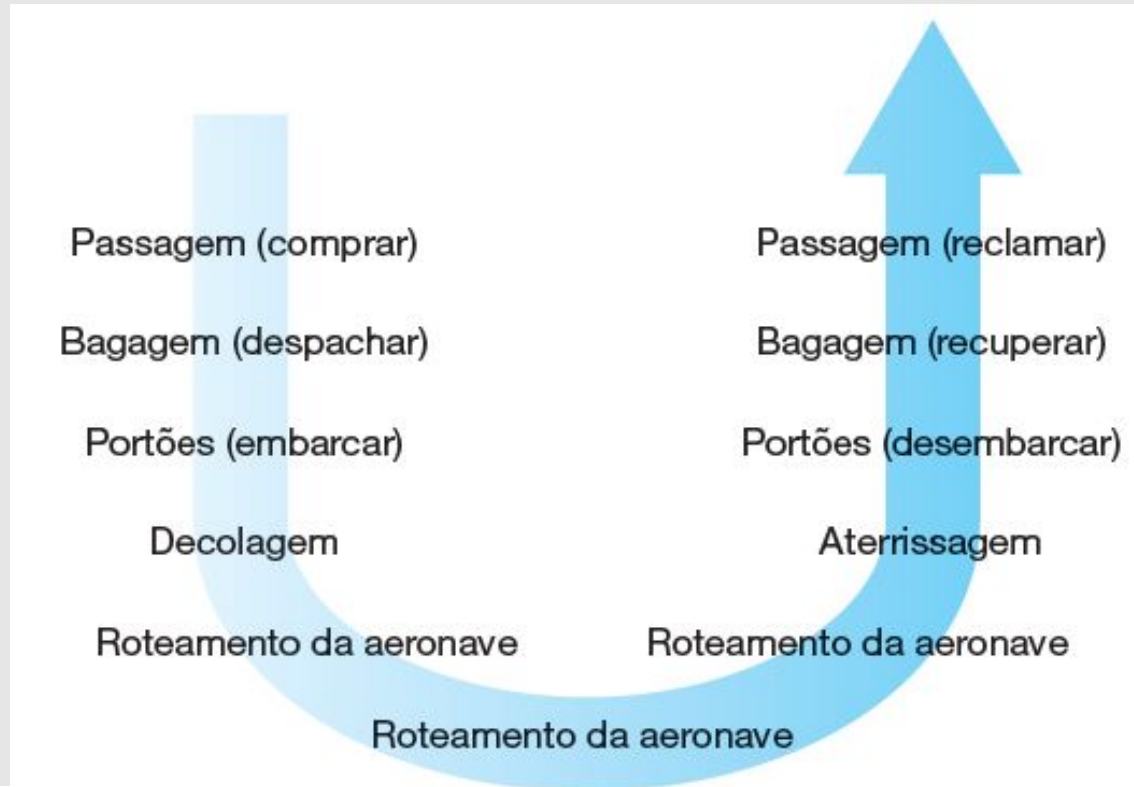 Passagem (comprar)
Bagagem (despachar)
Portões (embarcar)
Decolagem
Roteamento da aeronave
Roteamento da aeronave
Roteamento da aeronave
Aterrissagem
Portões (desembarcar)
Bagagem (recuperar)
Passagem (reclamar)